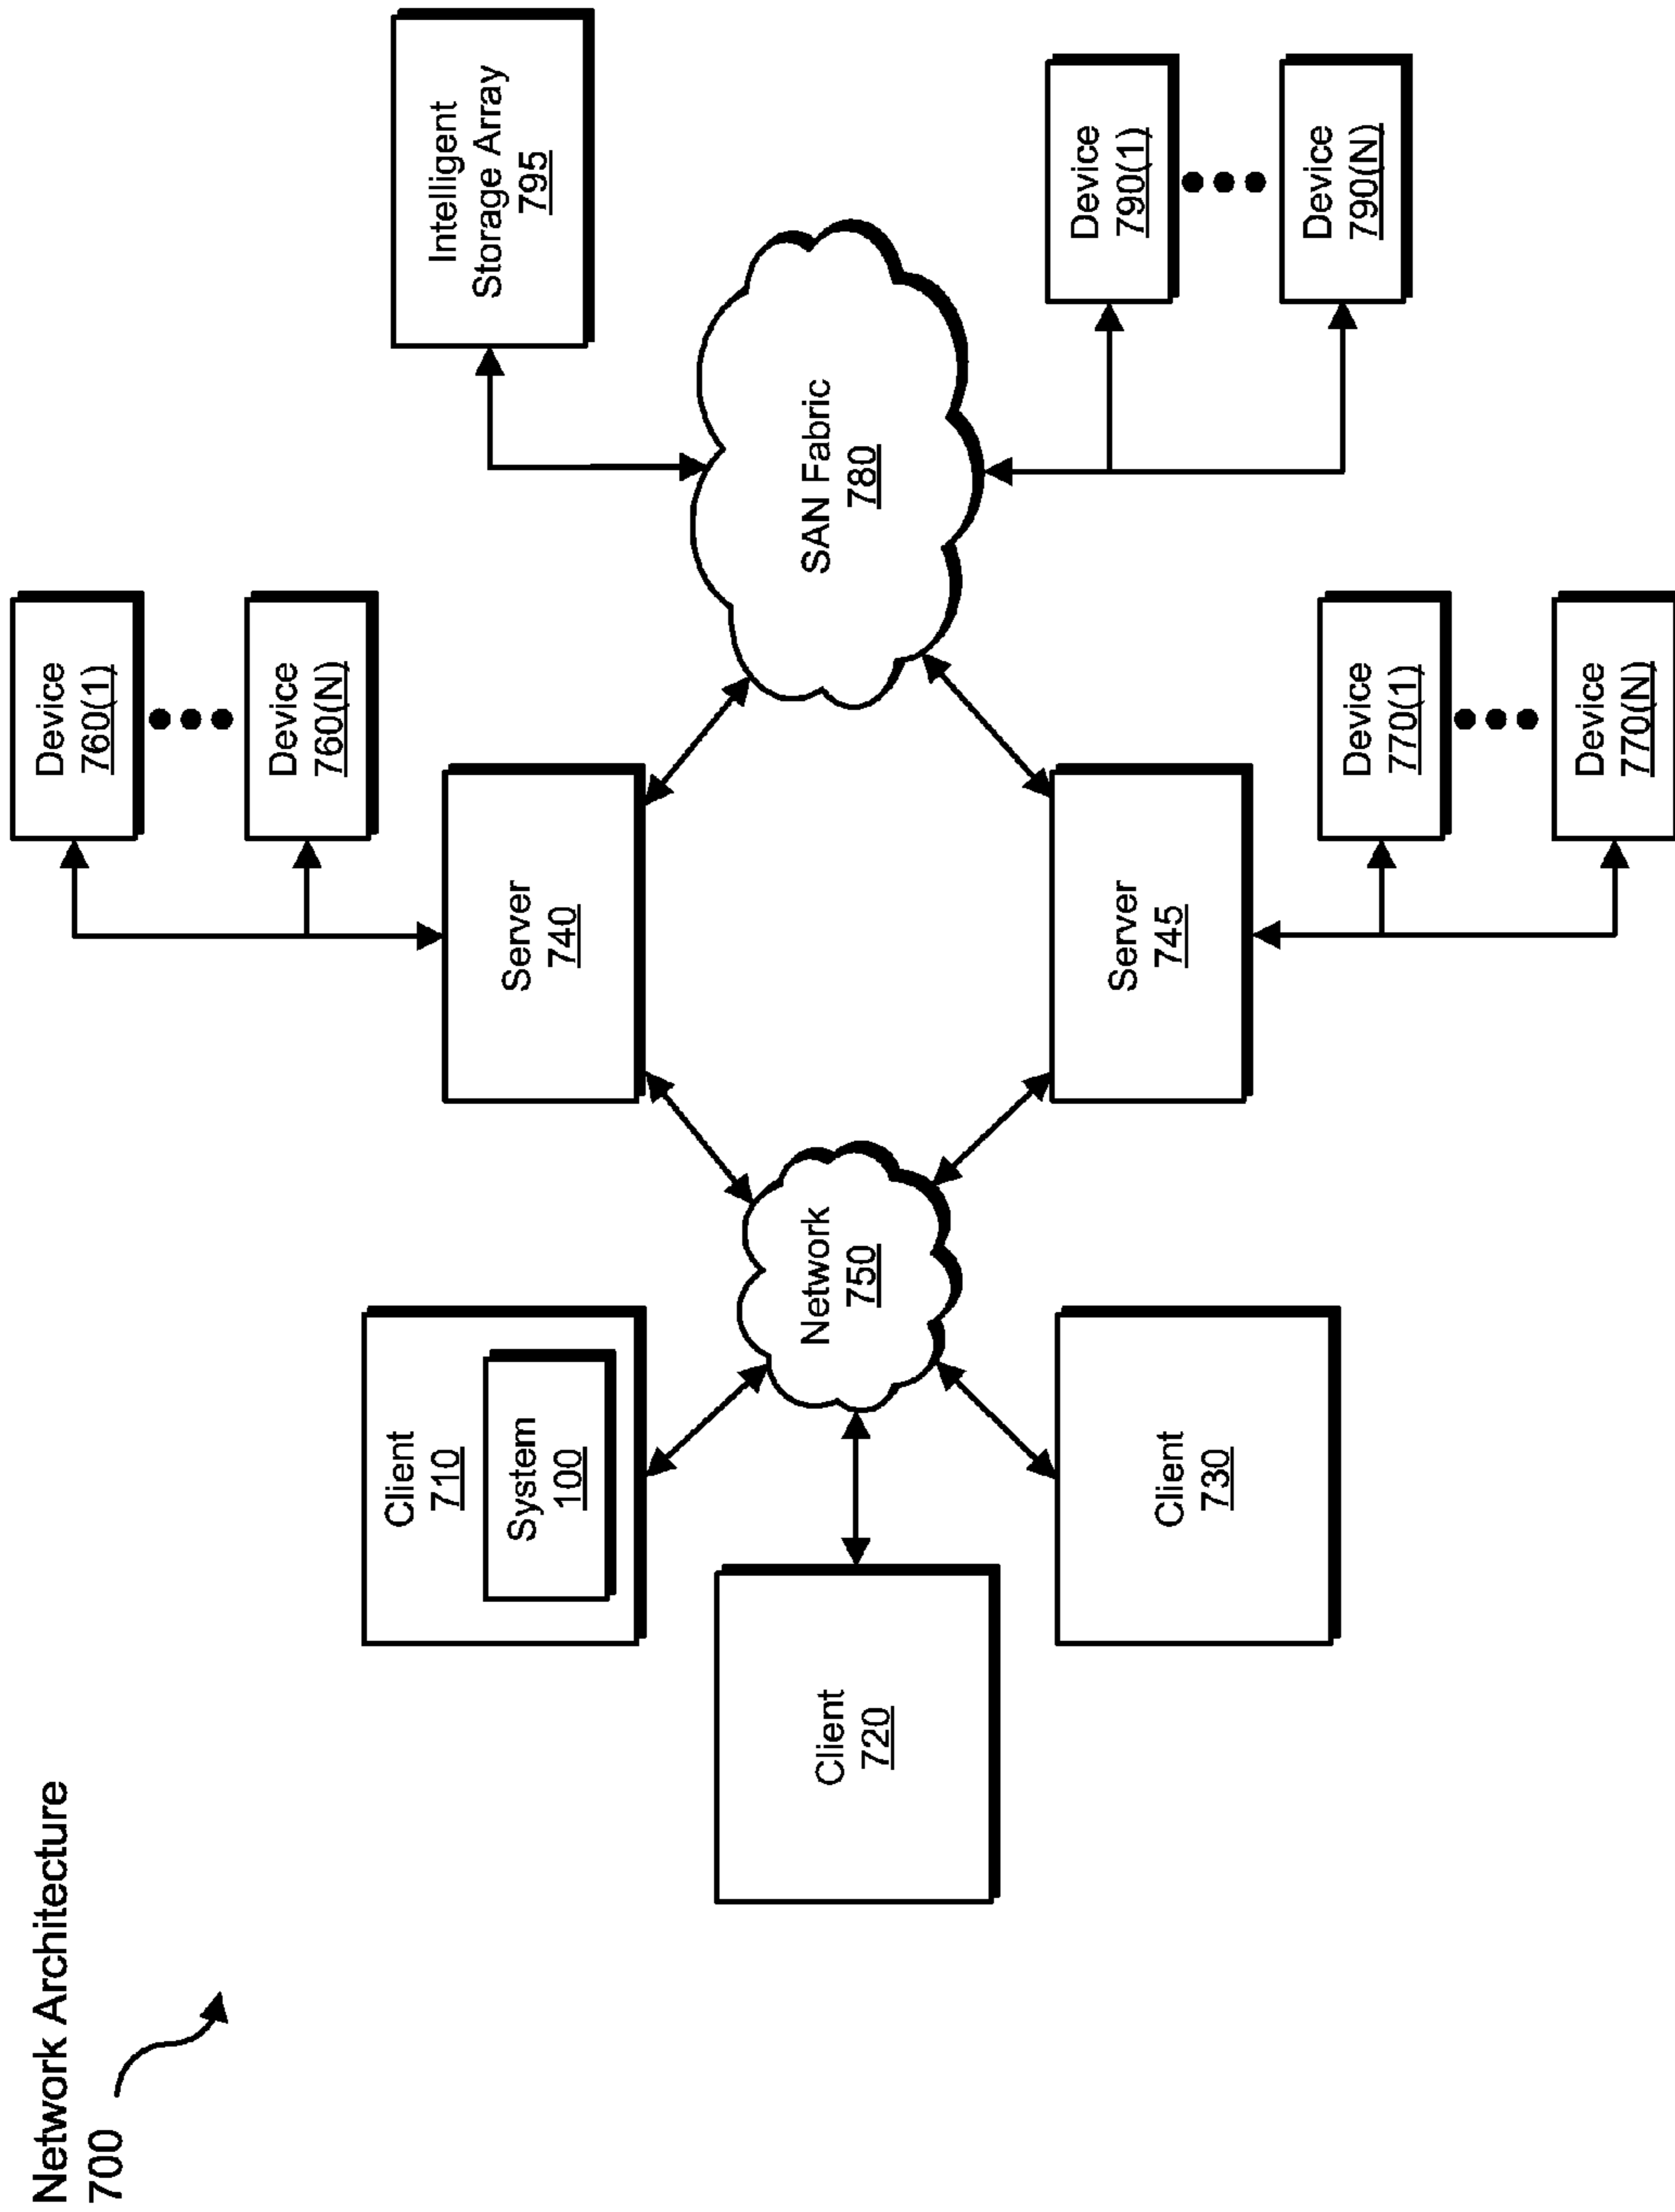 Network Architecture
700
Client
710
System
100
Client
720
Client
730
Network
750
Server
740
Server
745
Device
760(1)
Device
760(N)
Device
770(1)
Device
770(N)
SAN Fabric
780
Intelligent
Storage Array
795
Device
790(1)
Device
790(N)